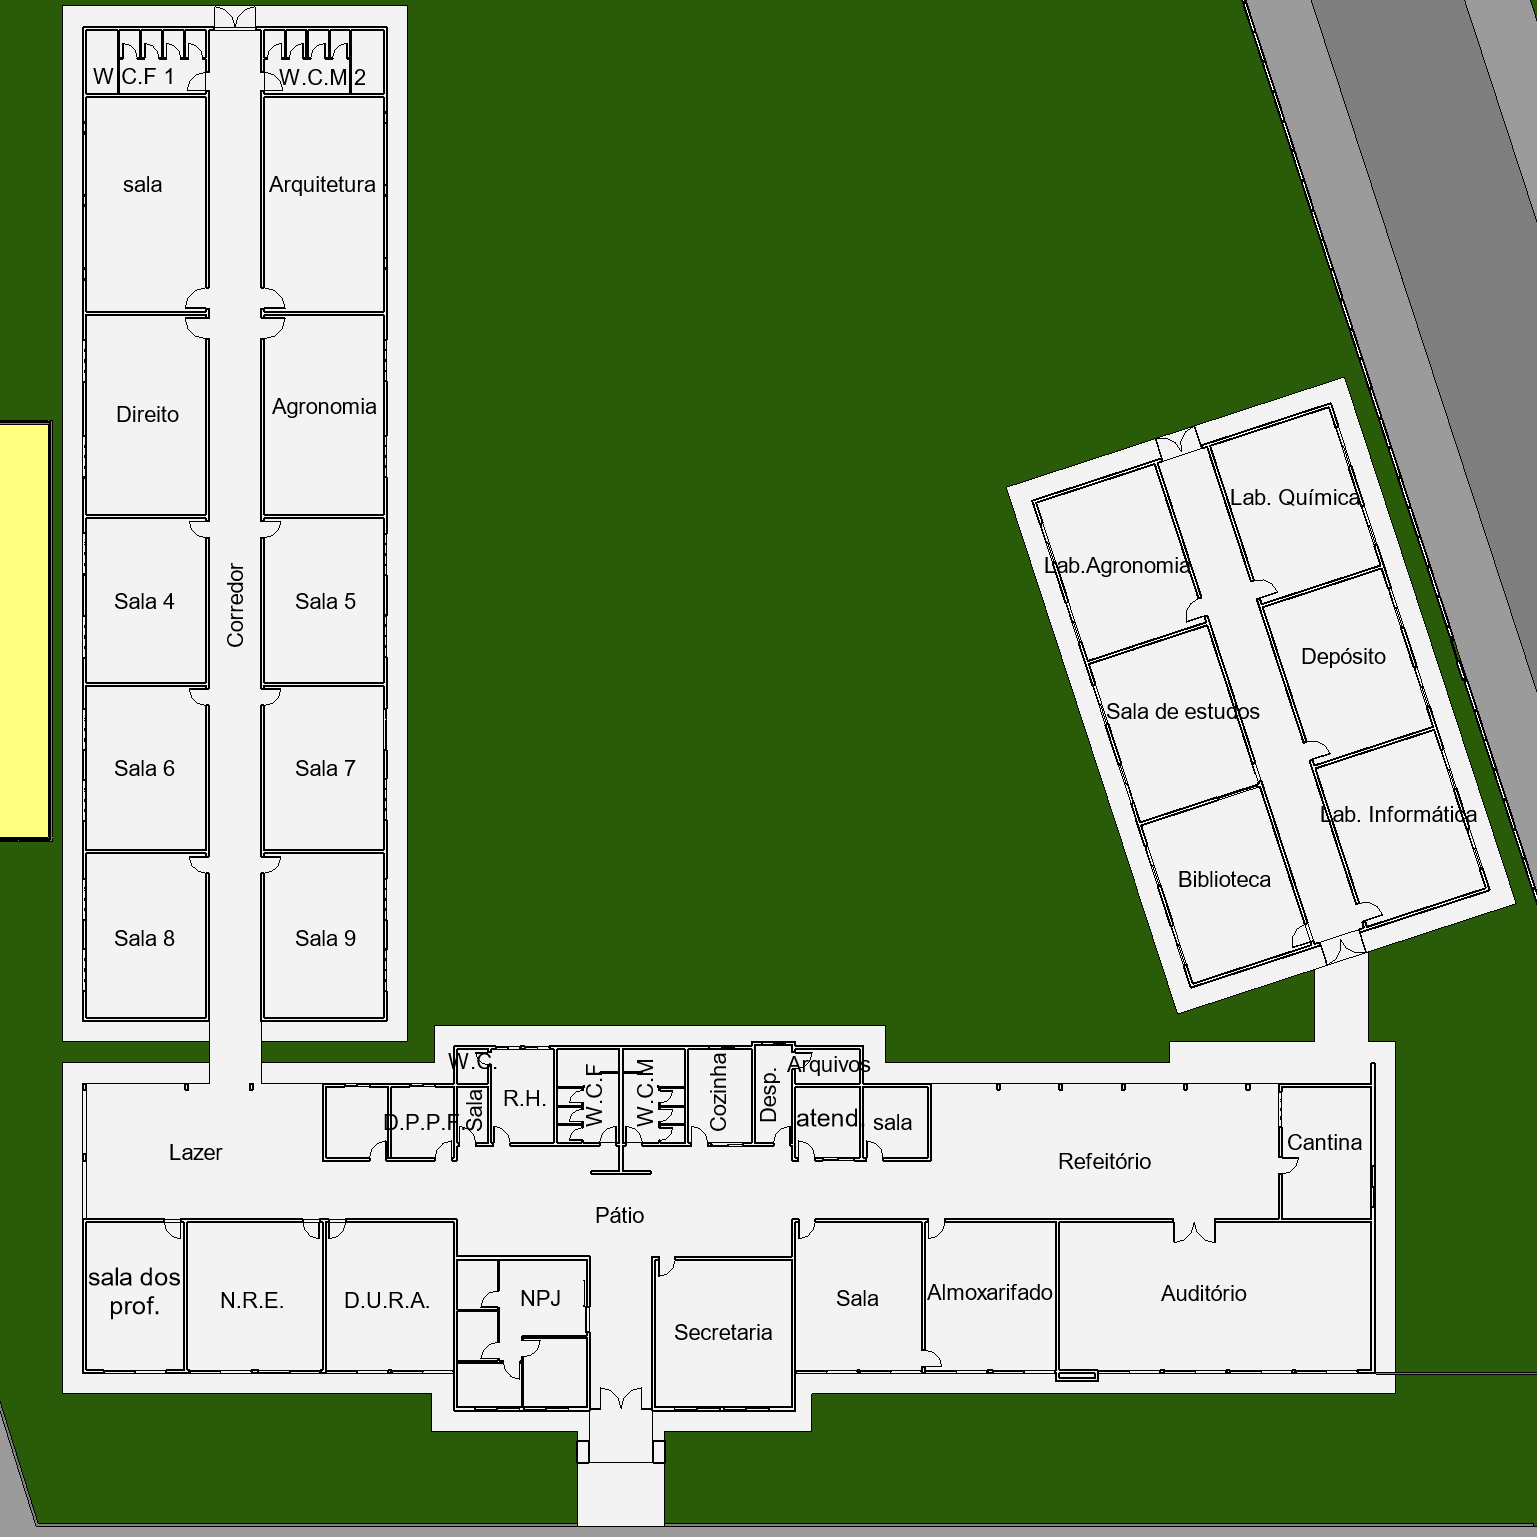 W.C.F 1
W.C.M 2
sala
Arquitetura
Direito
Agronomia
Sala 4
Corredor
Sala 5
Sala 6
Sala 7
Sala 8
Sala 9
Lab. Química
Lab.Agronomia
Depósito
Sala de estudos
Lab. Informática
Biblioteca
W.C.
R.H.
W.C.F
W.C.M
Cozinha
Desp.
Arquivos
D.P.P.F.
Sala
atend.
sala
Lazer
Refeitório
Cantina
Pátio
sala dos
prof.
N.R.E.
D.U.R.A.
NPJ
Secretaria
Sala
Almoxarifado
Auditório